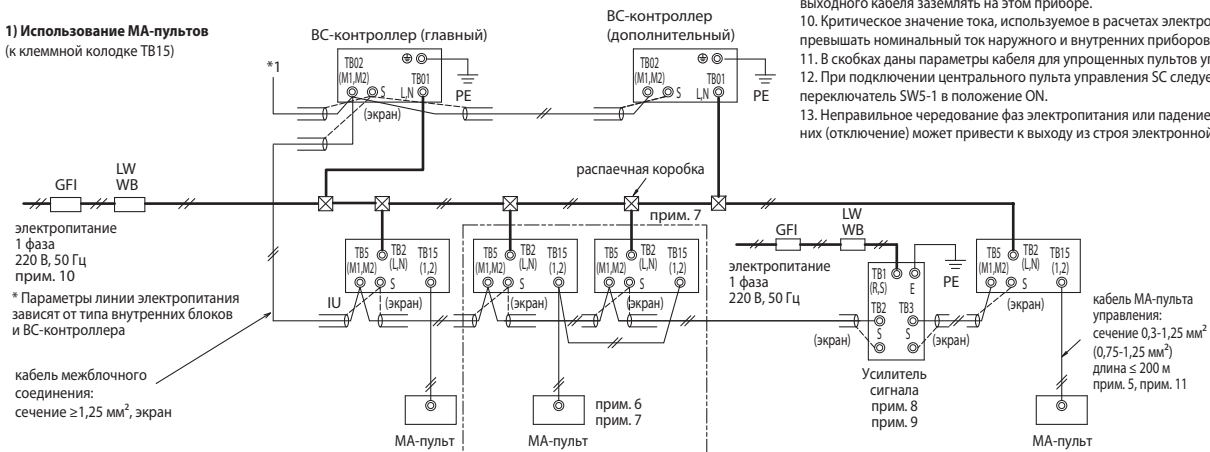 выходного кабеля заземлять на этом приборе.
10. Критическое значение тока, используемое в расчетах электро
превышать номинальный ток наружного и внутренних приборов
11. В скобках даны параметры кабеля для упрощенных пультов у
12. При подключении центрального пульта управления SC следуе
переключатель SW5-1 в положение ON.
13. Неправильное чередование фаз электропитания или падение
них (отключение) может привести к выходу из строя электронной
1) Использование МА-пультов
(к клеммной колодке TB15)
BC-контроллер (главный)
BC-контроллер
(дополнительный)
*1
TB02
(M1,M2)
S
TB01
L,N
PE
(экран)
TB02
(M1,M2)
S
TB01
L,N
PE
GFI
LW
WB
распаечная коробка
прим. 7
электропитание
1 фаза
220 В, 50 Гц
прим. 10
* Параметры линии электропитания
зависят от типа внутренних блоков
и BC-контроллера
кабель межблочного
соединения:
сечение ≥1,25 мм², экран
IU
TB5
(M1,M2)
S
TB2
(L,N)
TB15
(1,2)
(экран)
МА-пульт
TB5
(M1,M2)
S
TB2
(L,N)
TB15
(1,2)
(экран)
МА-пульт
прим. 6
прим. 7
TB5
(M1,M2)
S
TB2
(L,N)
TB15
(1,2)
(экран)
GFI
LW
WB
электропитание
1 фаза
220 В, 50 Гц
TB1
(R,S)
E
PE
TB2
S
TB3
S
(экран)
(экран)
Усилитель
сигнала
прим. 8
прим. 9
TB5
(M1,M2)
S
TB2
(L,N)
TB15
(1,2)
(экран)
МА-пульт
кабель МА-пульта
управления:
сечение 0,3-1,25 мм²
(0,75-1,25 мм²)
длина ≤ 200 м
прим. 5, прим. 11